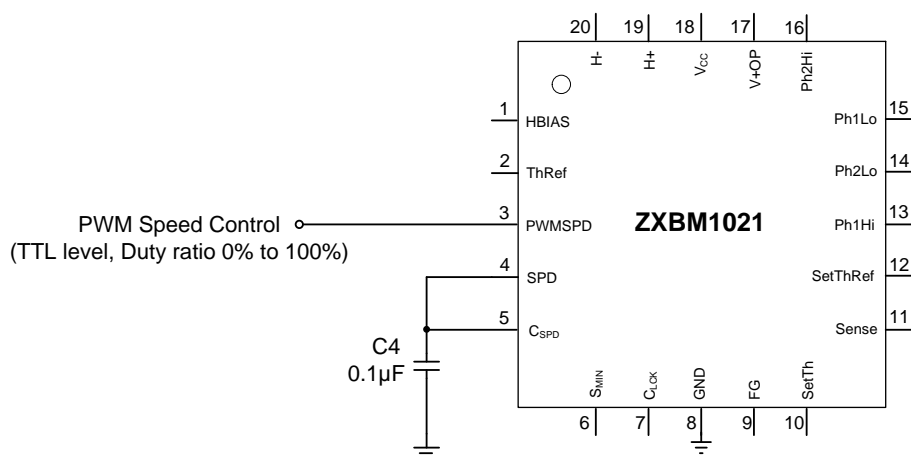 20 19 18 17 16
H- H+ VCC V+OP Ph2Hi
1 HBIAS Ph1Lo 15
2 ThRef Ph2Lo 14
PWM Speed Control 3 PWMSPD ZXBM1021 Ph1Hi 13
(TTL level, Duty ratio 0% to 100%)
4 SPD SetThRef 12
5 CSPD Sense 11
C4
0.1µF
SMIN CLCK GND FG SetTh
6 7 8 9 10